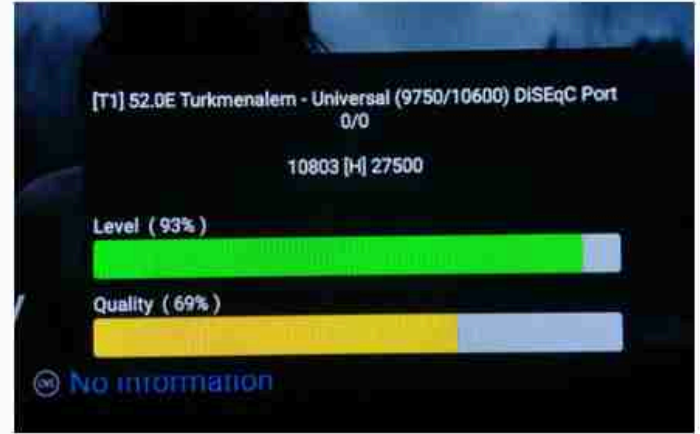 [T1] 52.0E Turkmenalem - Universal (9750/10600) DiSEqC Port
0/0
10803 [H] 27500
Level ( 93% )
Quality ( 69% )
No information